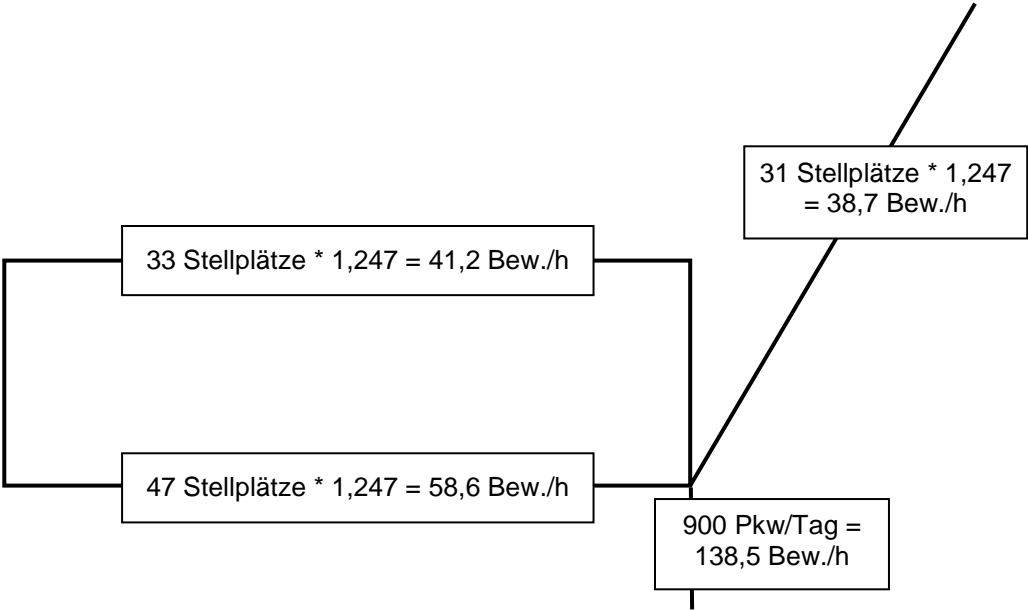 31 Stellplätze * 1,247
= 38,7 Bew./h
33 Stellplätze * 1,247 = 41,2 Bew./h
47 Stellplätze * 1,247 = 58,6 Bew./h
900 Pkw/Tag =
138,5 Bew./h